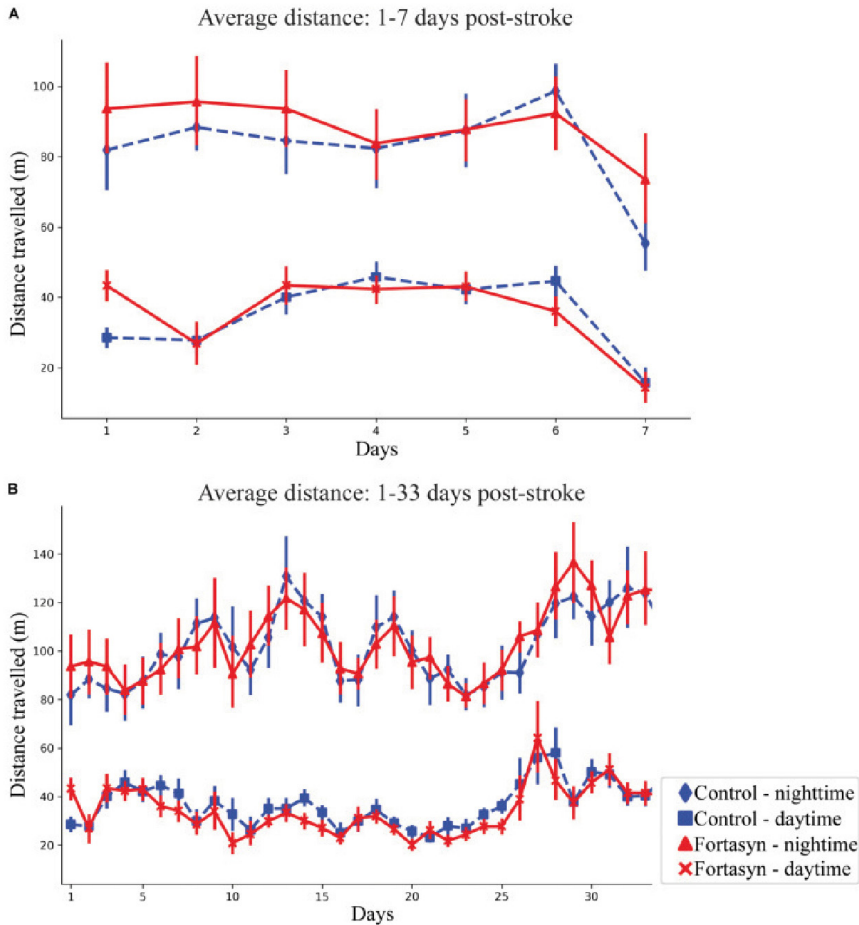 A
Average distance: 1-7 days post-stroke
100
80
60
40
20
Distance travelled (m)
1 2 3 4 5 6 7
Days
B
Average distance: 1-33 days post-stroke
140
120
100
80
60
40
20
Distance travelled (m)
1 5 10 15 20 25 30
Days
Control - nighttime
Control - daytime
Fortasyn - nightime
Fortasyn - daytime